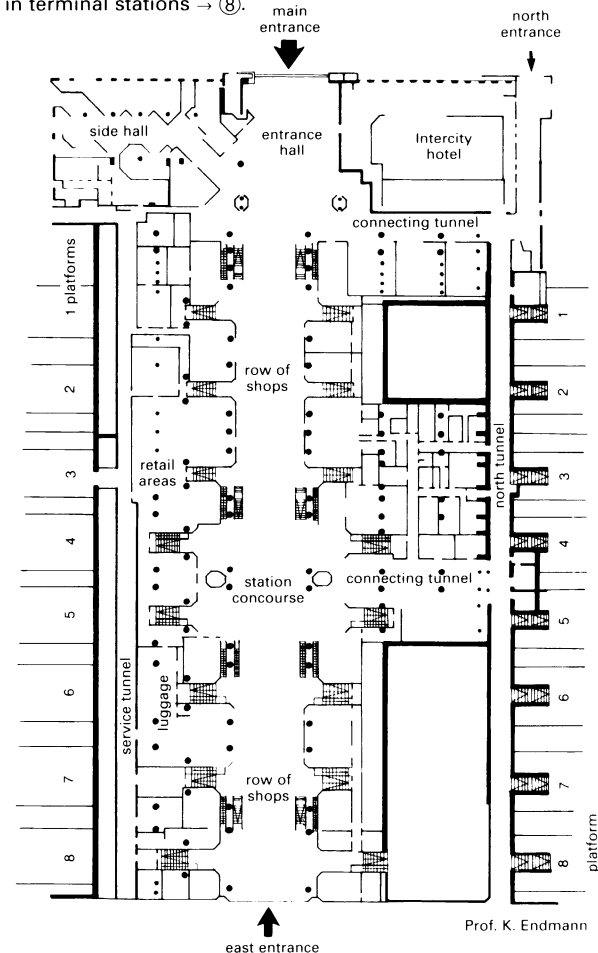 in terminal stations → ⑧.
main
entrance
north
entrance
side hall
entrance
hall
Intercity
hotel
connecting tunnel
1 platforms
1
row of
shops
2
2
retail
areas
north tunnel
3
3
4
4
station
concourse
connecting tunnel
5
5
service tunnel
luggage
6
6
row of
shops
7
7
8
8
platform
Prof. K. Endmann
east entrance